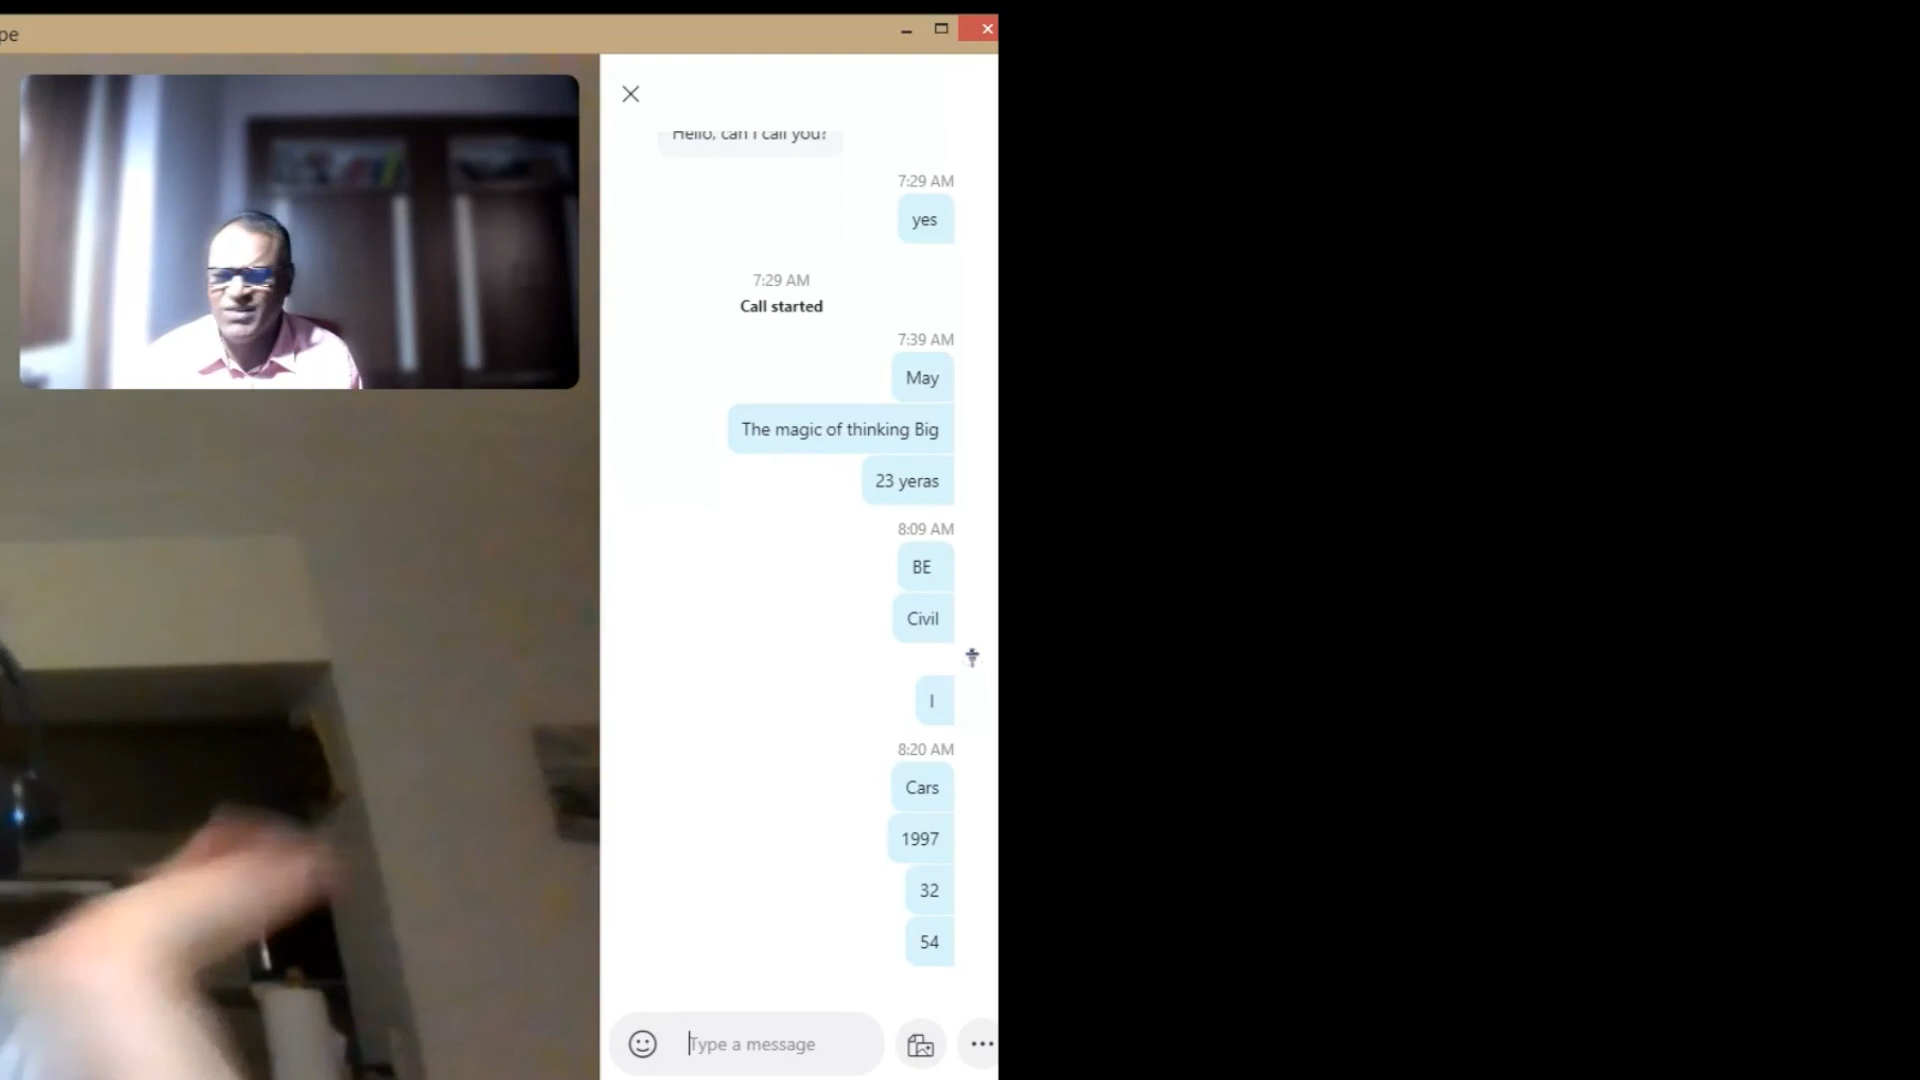 pe
Hello, can I call you?
7:29 AM
yes
7:29 AM
Call started
7:39 AM
May
The magic of thinking Big
23 yeras
8:09 AM
BE
Civil
I
8:20 AM
Cars
1997
32
54
Type a message